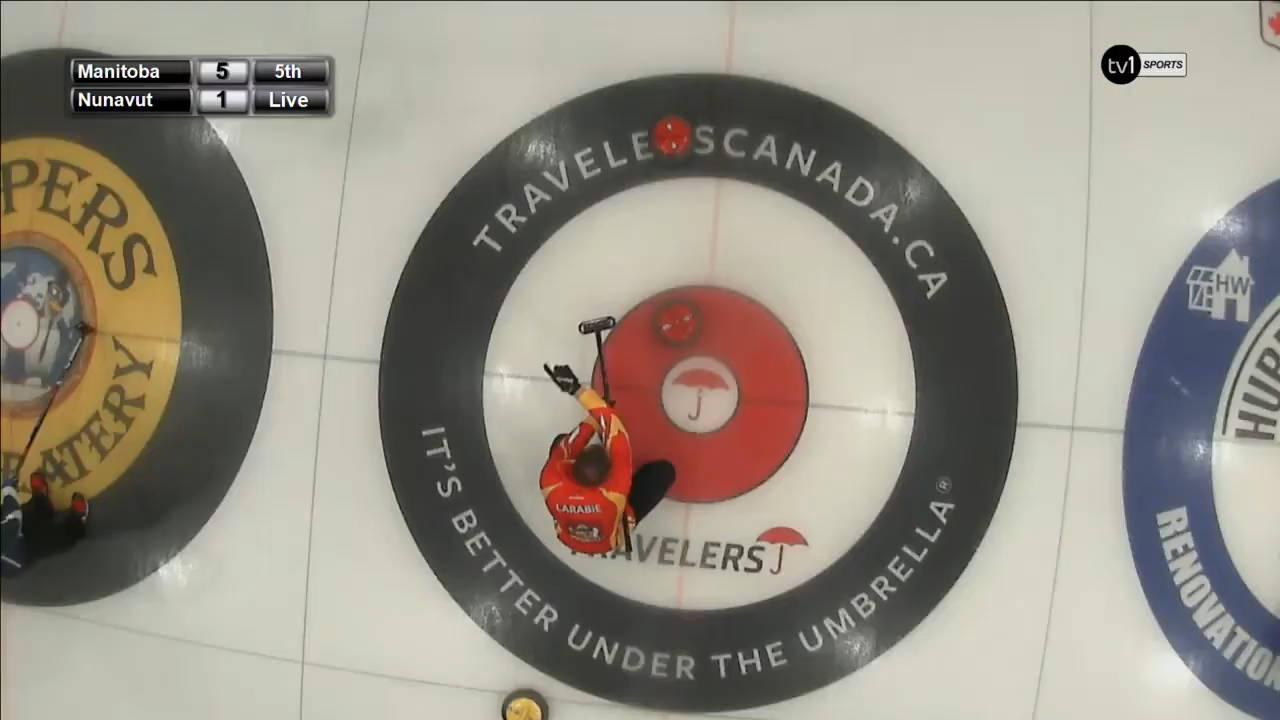 Manitoba 5 5th
Nunavut 1 Live
tv1 SPORTS
TRAVELE SCANADA.CA
PERS
ATERY
HW
LARABIE
TRAVELERS
IT'S BETTER UNDER THE UMBRELLA®
RENOVATION